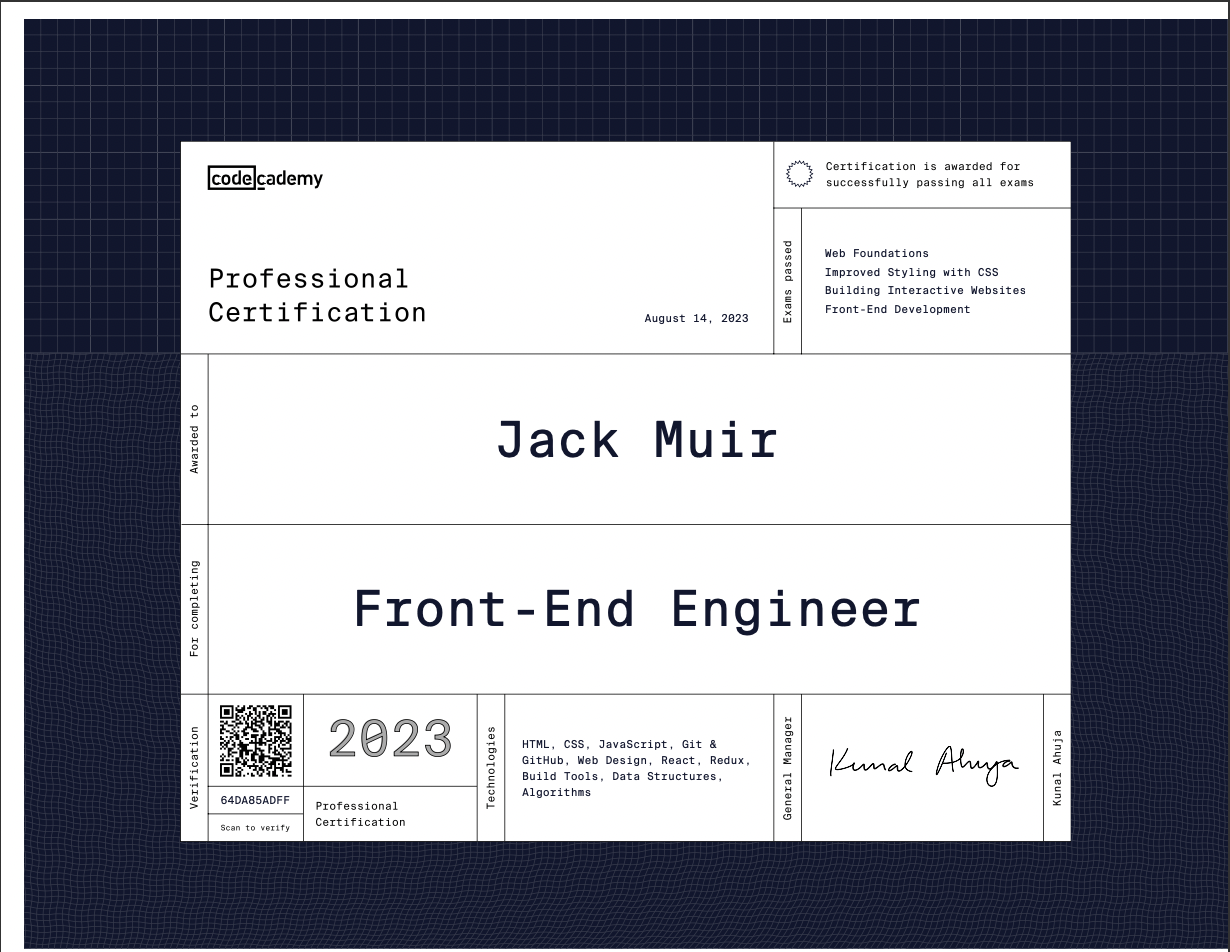 codecademy
Professional
Certification
August 14, 2023
Certification is awarded for
successfully passing all exams
Exams passed
Web Foundations
Improved Styling with CSS
Building Interactive Websites
Front-End Development
Awarded to
Jack Muir
For completing
Front-End Engineer
Verification
64DA85ADFF
Scan to verify
2023
Professional
Certification
Technologies
HTML, CSS, JavaScript, Git &
GitHub, Web Design, React, Redux,
Build Tools, Data Structures,
Algorithms
General Manager
Kunal Ahuja
Kunal Ahuja